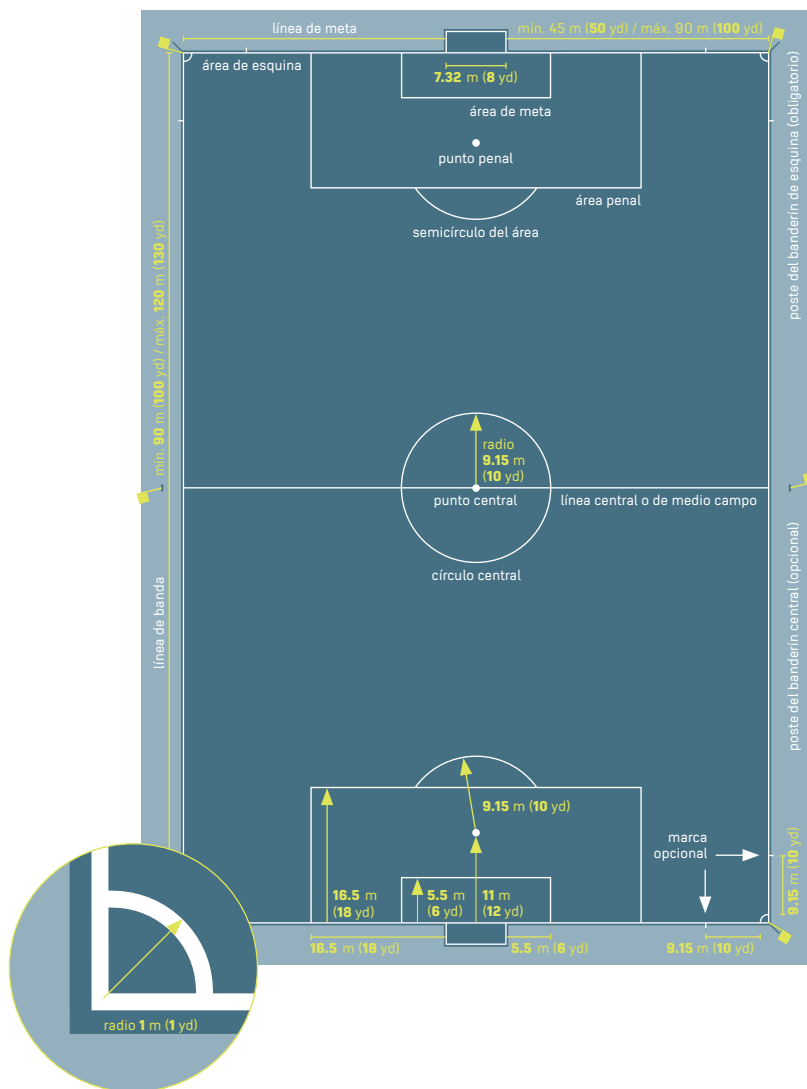 línea de meta
mín. 45 m (50 yd) / máx. 90 m (100 yd)
área de esquina
7.32 m (8 yd)
área de meta
punto penal
área penal
semicírculo del área
poste del banderín de esquina (obligatorio)
mín. 90 m (100 yd) / máx. 120 m (130 yd)
radio
9.15 m
(10 yd)
punto central
línea central o de medio campo
círculo central
línea de banda
poste del banderín central (opcional)
9.15 m (10 yd)
marca
opcional
9.15 m (10 yd)
16.5 m
(18 yd)
5.5 m
(6 yd)
11 m
(12 yd)
16.5 m (18 yd)
5.5 m (6 yd)
9.15 m (10 yd)
radio 1 m (1 yd)